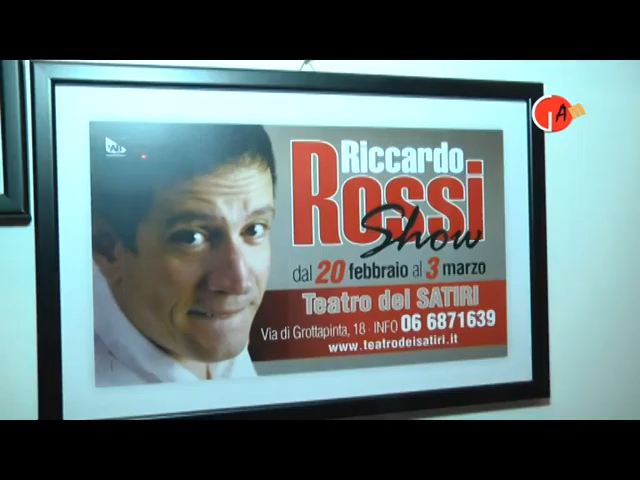 Riccardo
Rossi
Show
dal 20 febbraio al 3 marzo
Teatro dei SATIRI
Via di Grottapinta, 18 - INFO 06 6871639
www.teatrodeisatiri.it
A